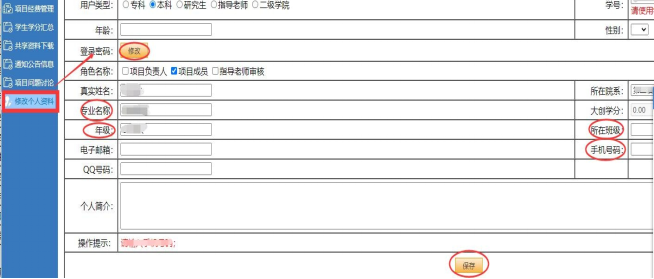 项目经费管理
学生学分汇总
共享资料下载
通知公告信息
项目问题讨论
修改个人资料
用户类型: 专科 本科 研究生 指导老师 二级学院 学号:
请使用
年龄: 性别:
登录密码: 修改
角色名称: 项目负责人 项目成员 指导老师审核
真实姓名: 所在院系:
专业名称: 大创学分: 0.00
年级: 所在班级:
电子邮箱: 手机号码:
QQ号码:
个人简介:
操作提示:
保存